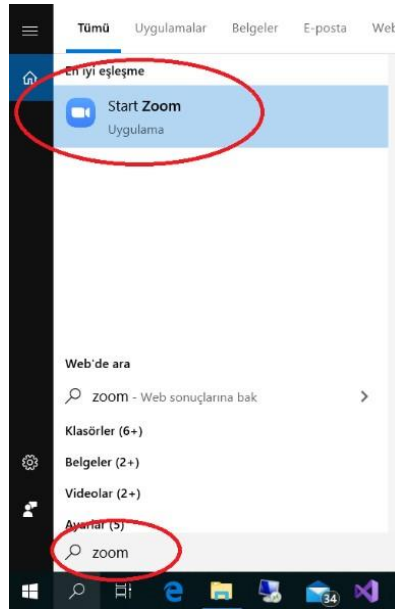 Tümü Uygulamalar Belgeler E-posta Web
En iyi eşleşme
Start Zoom
Uygulama
Web'de ara
zoom - Web sonuçlarına bak
Klasörler (6+)
Belgeler (2+)
Videolar (2+)
Ayarlar (5)
zoom
34